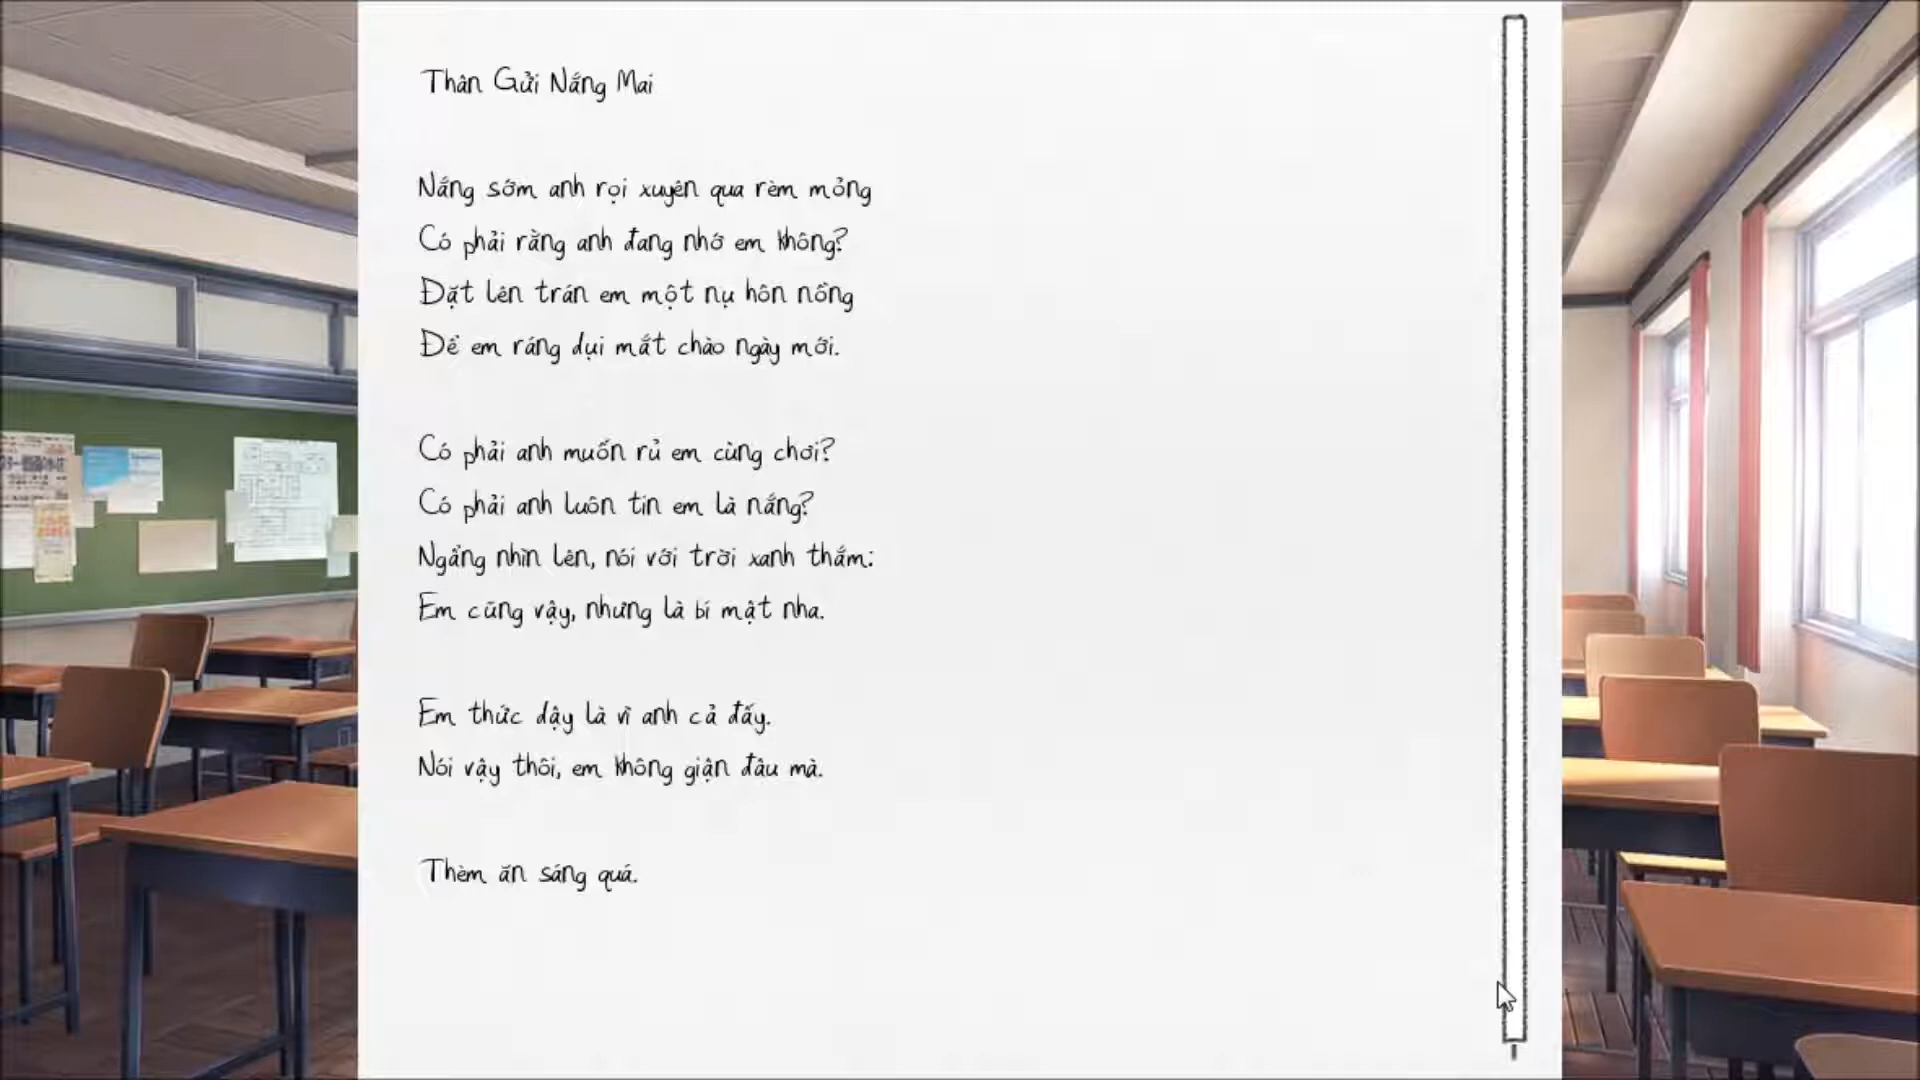 Thân Gửi Nắng Mai
Nắng sớm anh rọi xuyên qua rèm mỏng
Có phải rằng anh đang nhớ em không?
Đặt lên trán em một nụ hôn nồng
Để em ráng dụi mắt chào ngày mới.
Có phải anh muốn rủ em cùng chơi?
Có phải anh luôn tin em là nắng?
Ngẩng nhìn lên, nói với trời xanh thẳm:
Em cũng vậy, nhưng là bí mật nha.
Em thức dậy là vì anh cả đấy.
Nói vậy thôi, em không giận đâu mà.
Thèm ăn sáng quá.